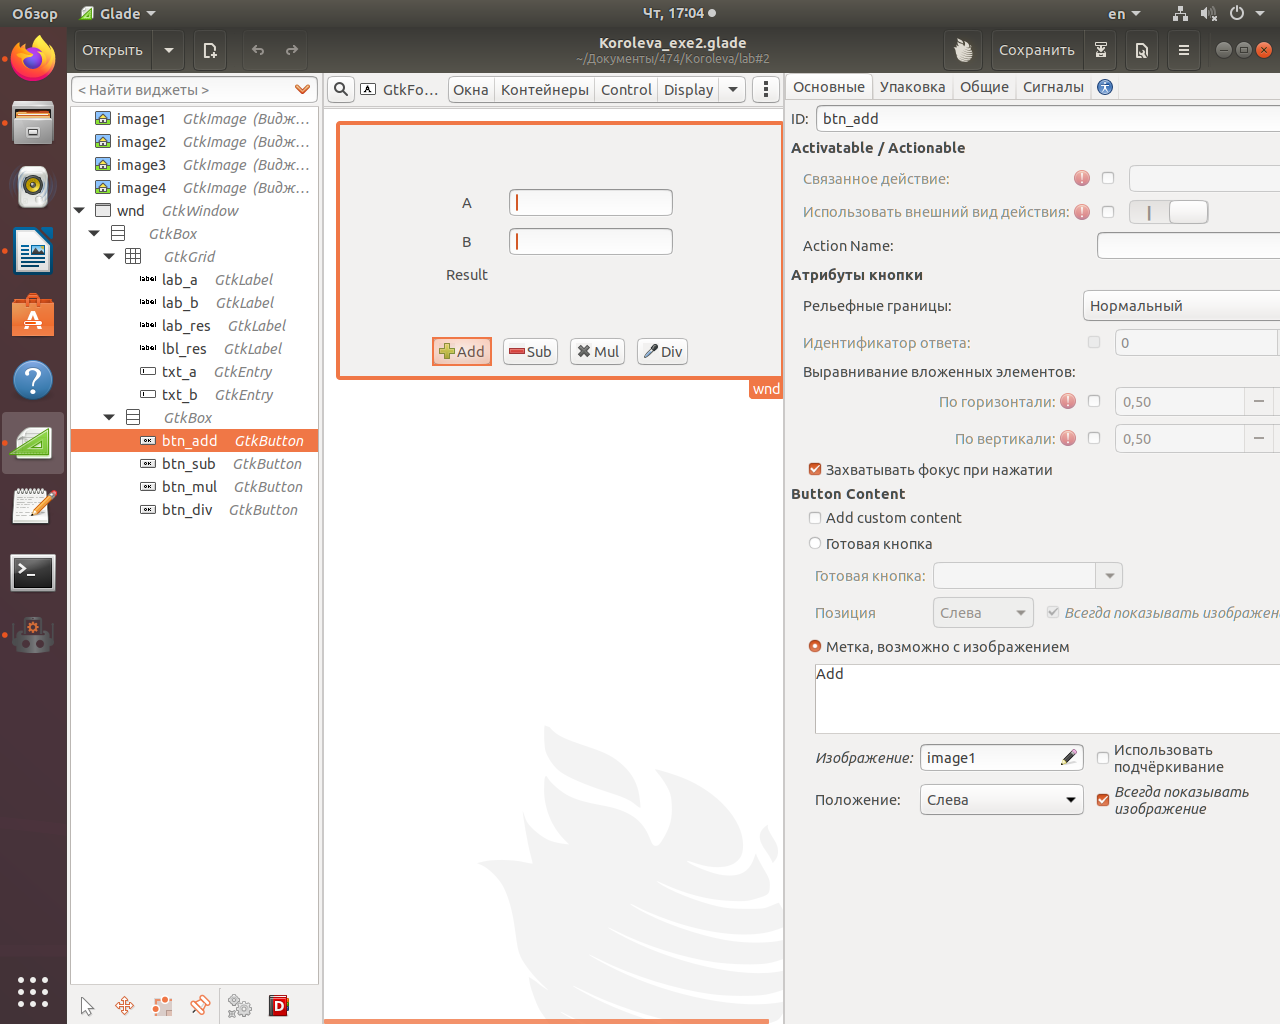 Обзор
Glade
Чт, 17:04
en
Открыть
Koroleva_exe2.glade
~/Документы/474/Koroleva/lab#2
Сохранить
< Найти виджеты >
image1 GtkImage (Видж…
image2 GtkImage (Видж…
image3 GtkImage (Видж…
image4 GtkImage (Видж…
wnd GtkWindow
GtkBox
GtkGrid
lab_a GtkLabel
lab_b GtkLabel
lab_res GtkLabel
lbl_res GtkLabel
txt_a GtkEntry
txt_b GtkEntry
GtkBox
btn_add GtkButton
btn_sub GtkButton
btn_mul GtkButton
btn_div GtkButton
GtkFo…
Окна
Контейнеры
Control
Display
A
B
Result
Add
Sub
Mul
Div
wnd
Основные
Упаковка
Общие
Сигналы
ID: btn_add
Activatable / Actionable
Связанное действие:
Использовать внешний вид действия:
Action Name:
Атрибуты кнопки
Рельефные границы: Нормальный
Идентификатор ответа: 0
Выравнивание вложенных элементов:
По горизонтали: 0,50
По вертикали: 0,50
Захватывать фокус при нажатии
Button Content
Add custom content
Готовая кнопка
Готовая кнопка:
Позиция Слева Всегда показывать изображен
Метка, возможно с изображением
Add
Изображение: image1
Использовать
подчёркивание
Положение: Слева
Всегда показывать
изображение